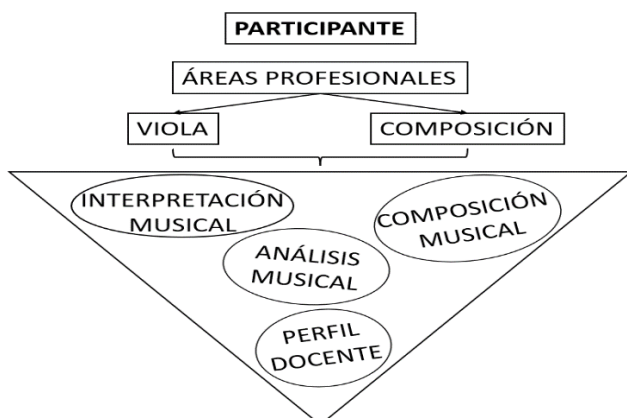 PARTICIPANTE
ÁREAS PROFESIONALES
VIOLA
COMPOSICIÓN
INTERPRETACIÓN
MUSICAL
COMPOSICIÓN
MUSICAL
ANÁLISIS
MUSICAL
PERFIL
DOCENTE